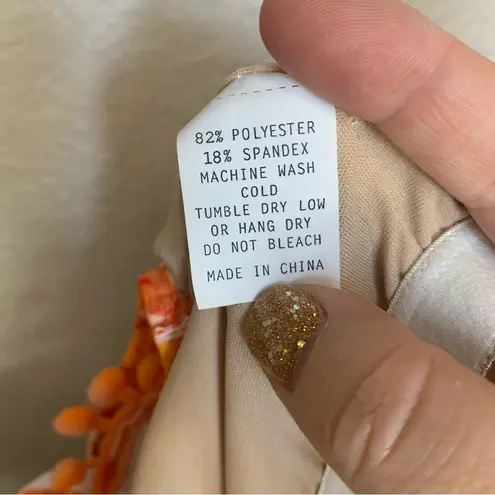 82% POLYESTER
18% SPANDEX
MACHINE WASH
COLD
TUMBLE DRY LOW
OR HANG DRY
DO NOT BLEACH
MADE IN CHINA